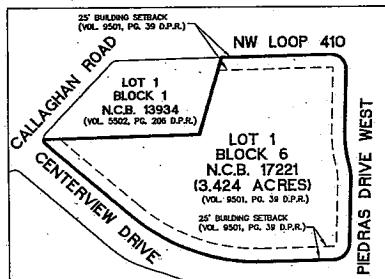 25' BUILDING SETBACK
(VOL. 9501, PG. 39 D.P.R.)
NW LOOP 410
CALLAGHAN ROAD
LOT 1
BLOCK 1
N.C.B. 13934
(VOL. 5502, PG. 206 D.P.R.)
LOT 1
BLOCK 6
N.C.B. 17221
(3.424 ACRES)
(VOL. 9501, PG. 39 D.P.R.)
CENTERVIEW DRIVE
25' BUILDING SETBACK
(VOL. 9501, PG. 39 D.P.R.)
PIEDRAS DRIVE WEST